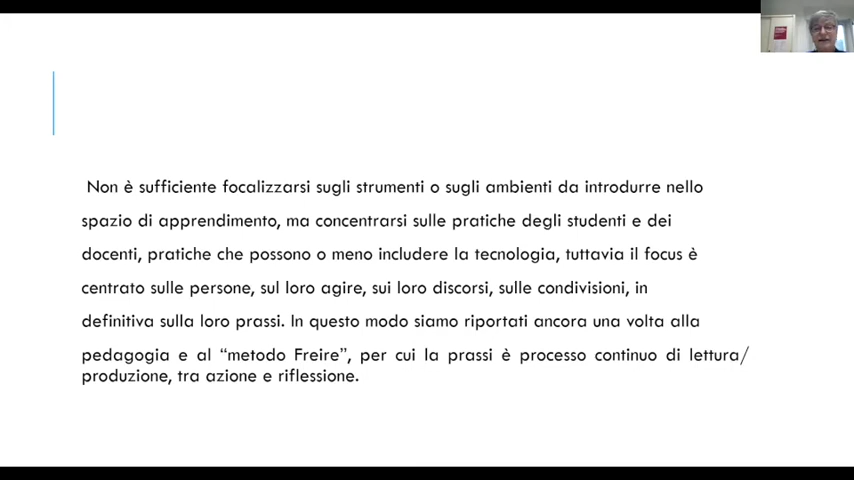 Non è sufficiente focalizzarsi sugli strumenti o sugli ambienti da introdurre nello
spazio di apprendimento, ma concentrarsi sulle pratiche degli studenti e dei
docenti, pratiche che possono o meno includere la tecnologia, tuttavia il focus è
centrato sulle persone, sul loro agire, sui loro discorsi, sulle condivisioni, in
definitiva sulla loro prassi. In questo modo siamo riportati ancora una volta alla
pedagogia e al “metodo Freire”, per cui la prassi è processo continuo di lettura/
produzione, tra azione e riflessione.